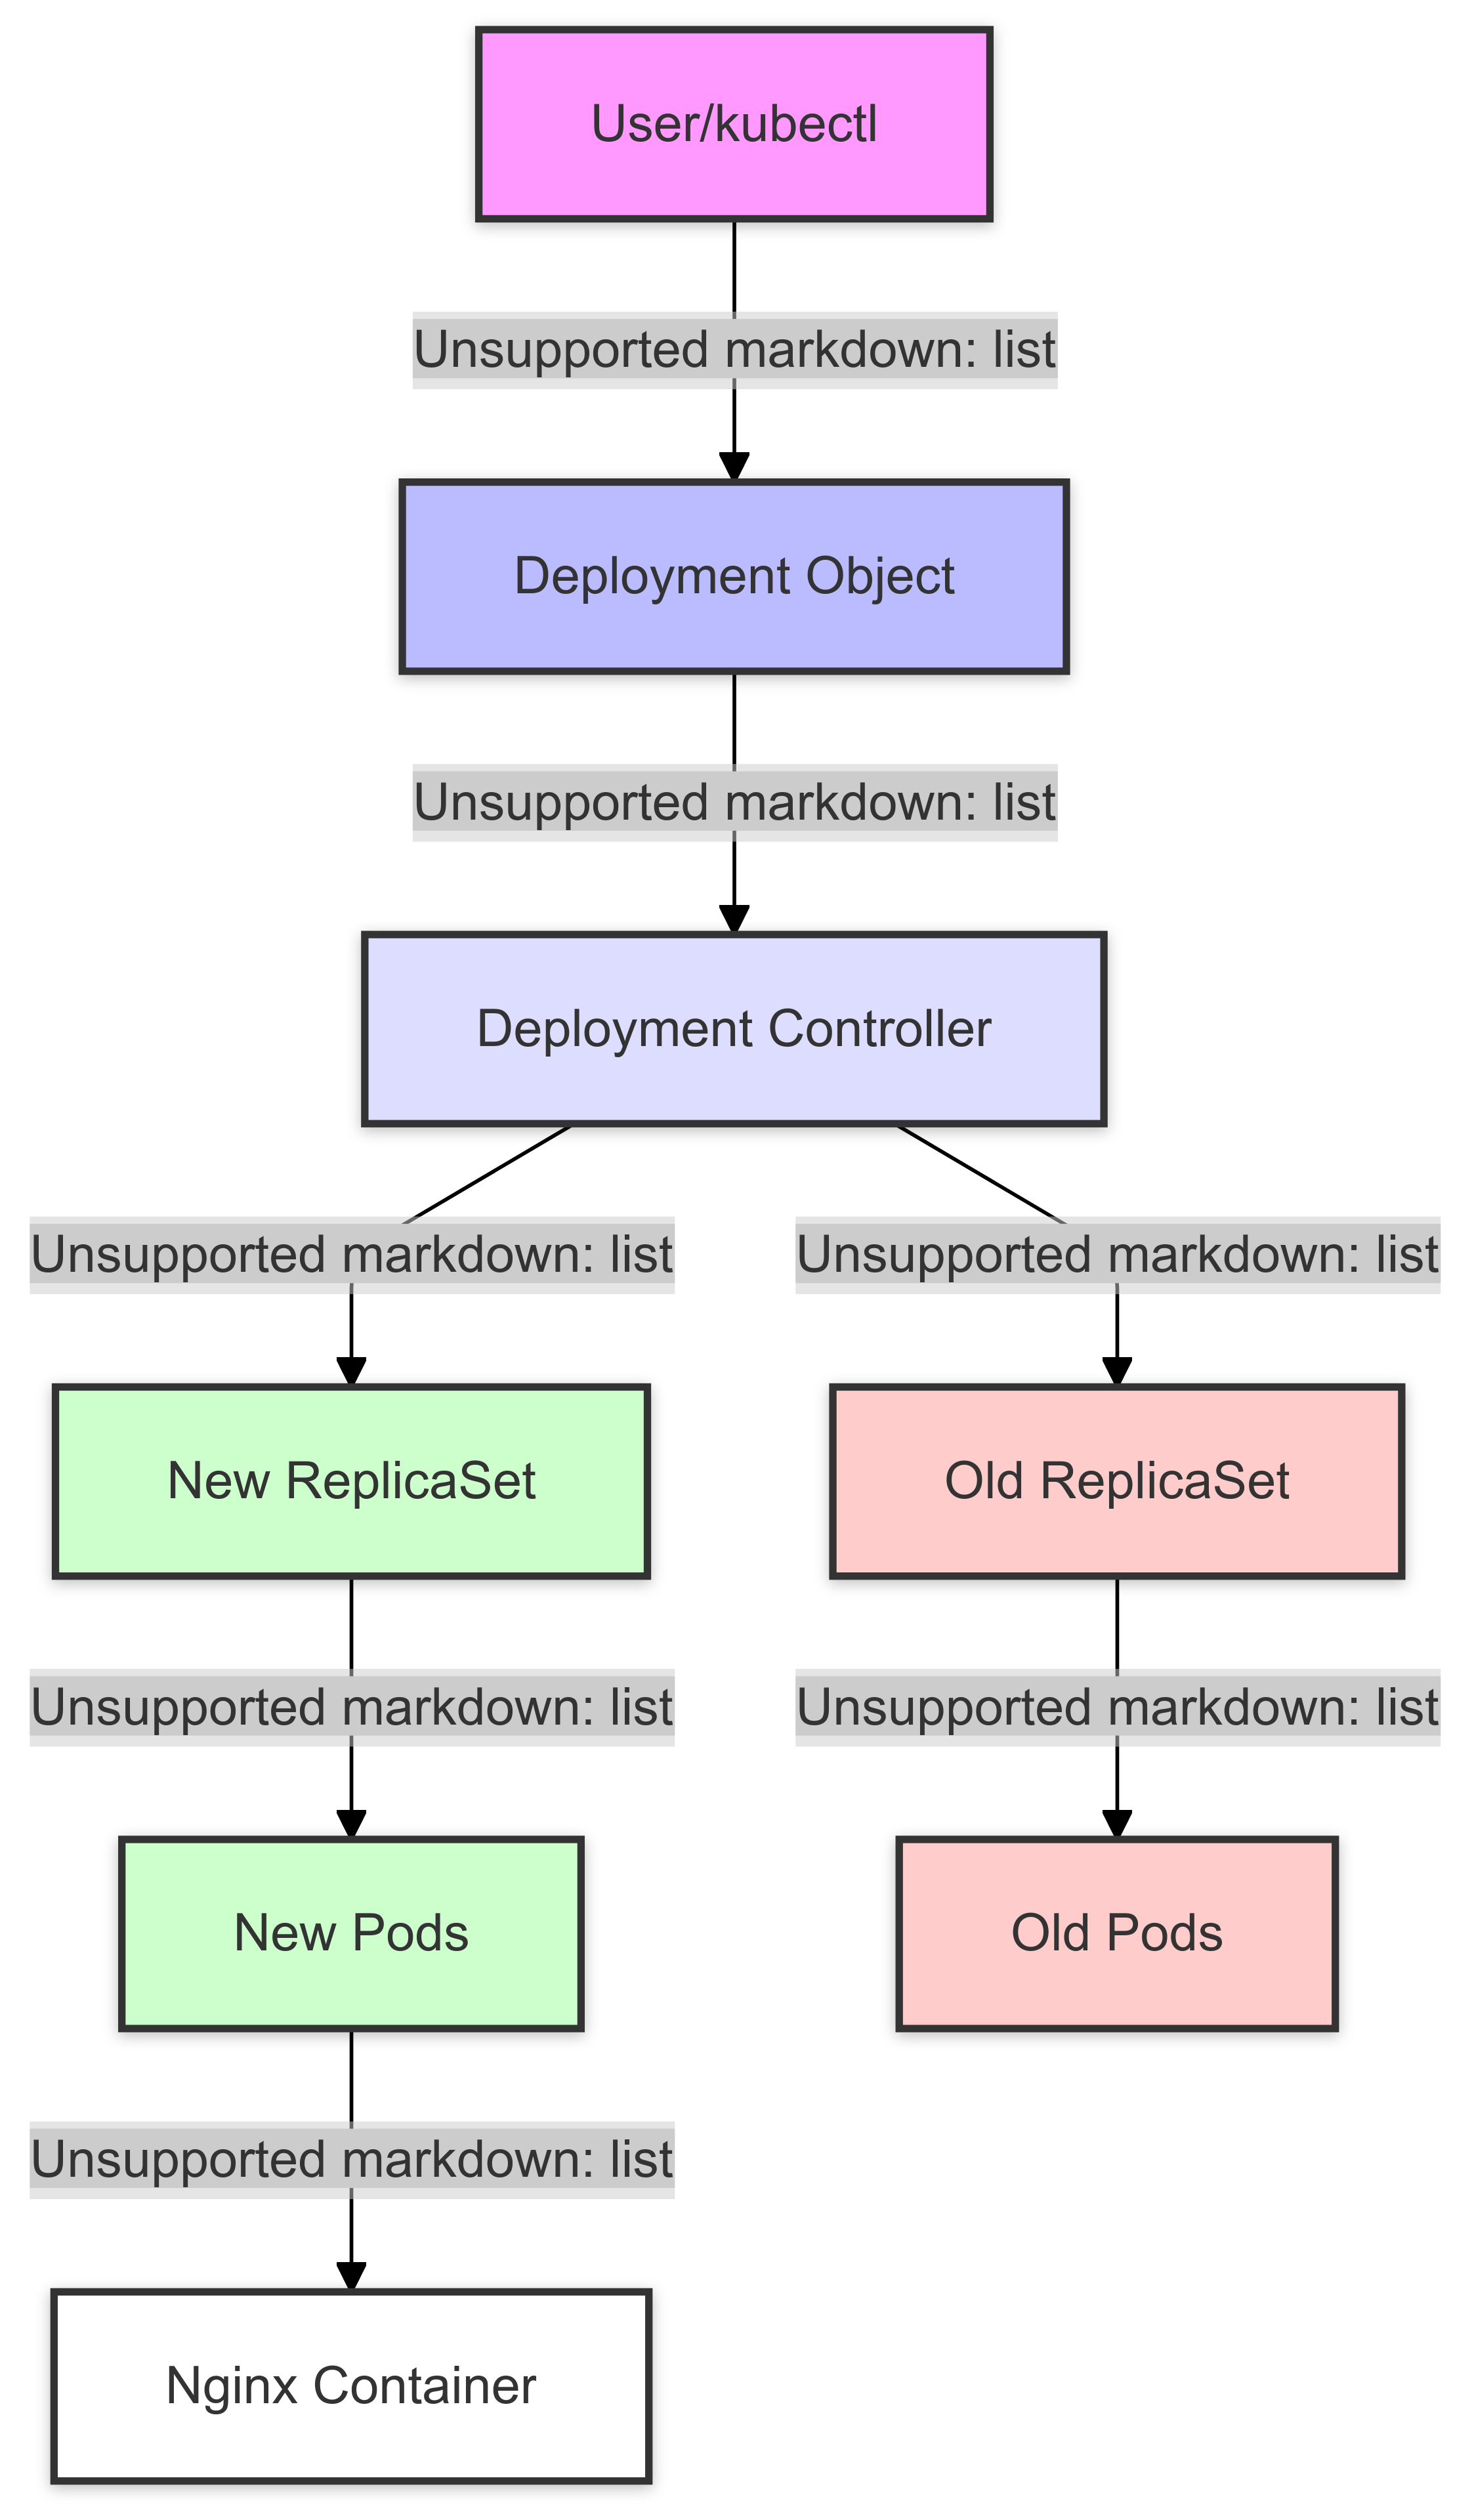 User/kubectl
Unsupported markdown: list
Deployment Object
Unsupported markdown: list
Deployment Controller
Unsupported markdown: list
Unsupported markdown: list
New ReplicaSet
Old ReplicaSet
Unsupported markdown: list
Unsupported markdown: list
New Pods
Old Pods
Unsupported markdown: list
Nginx Container